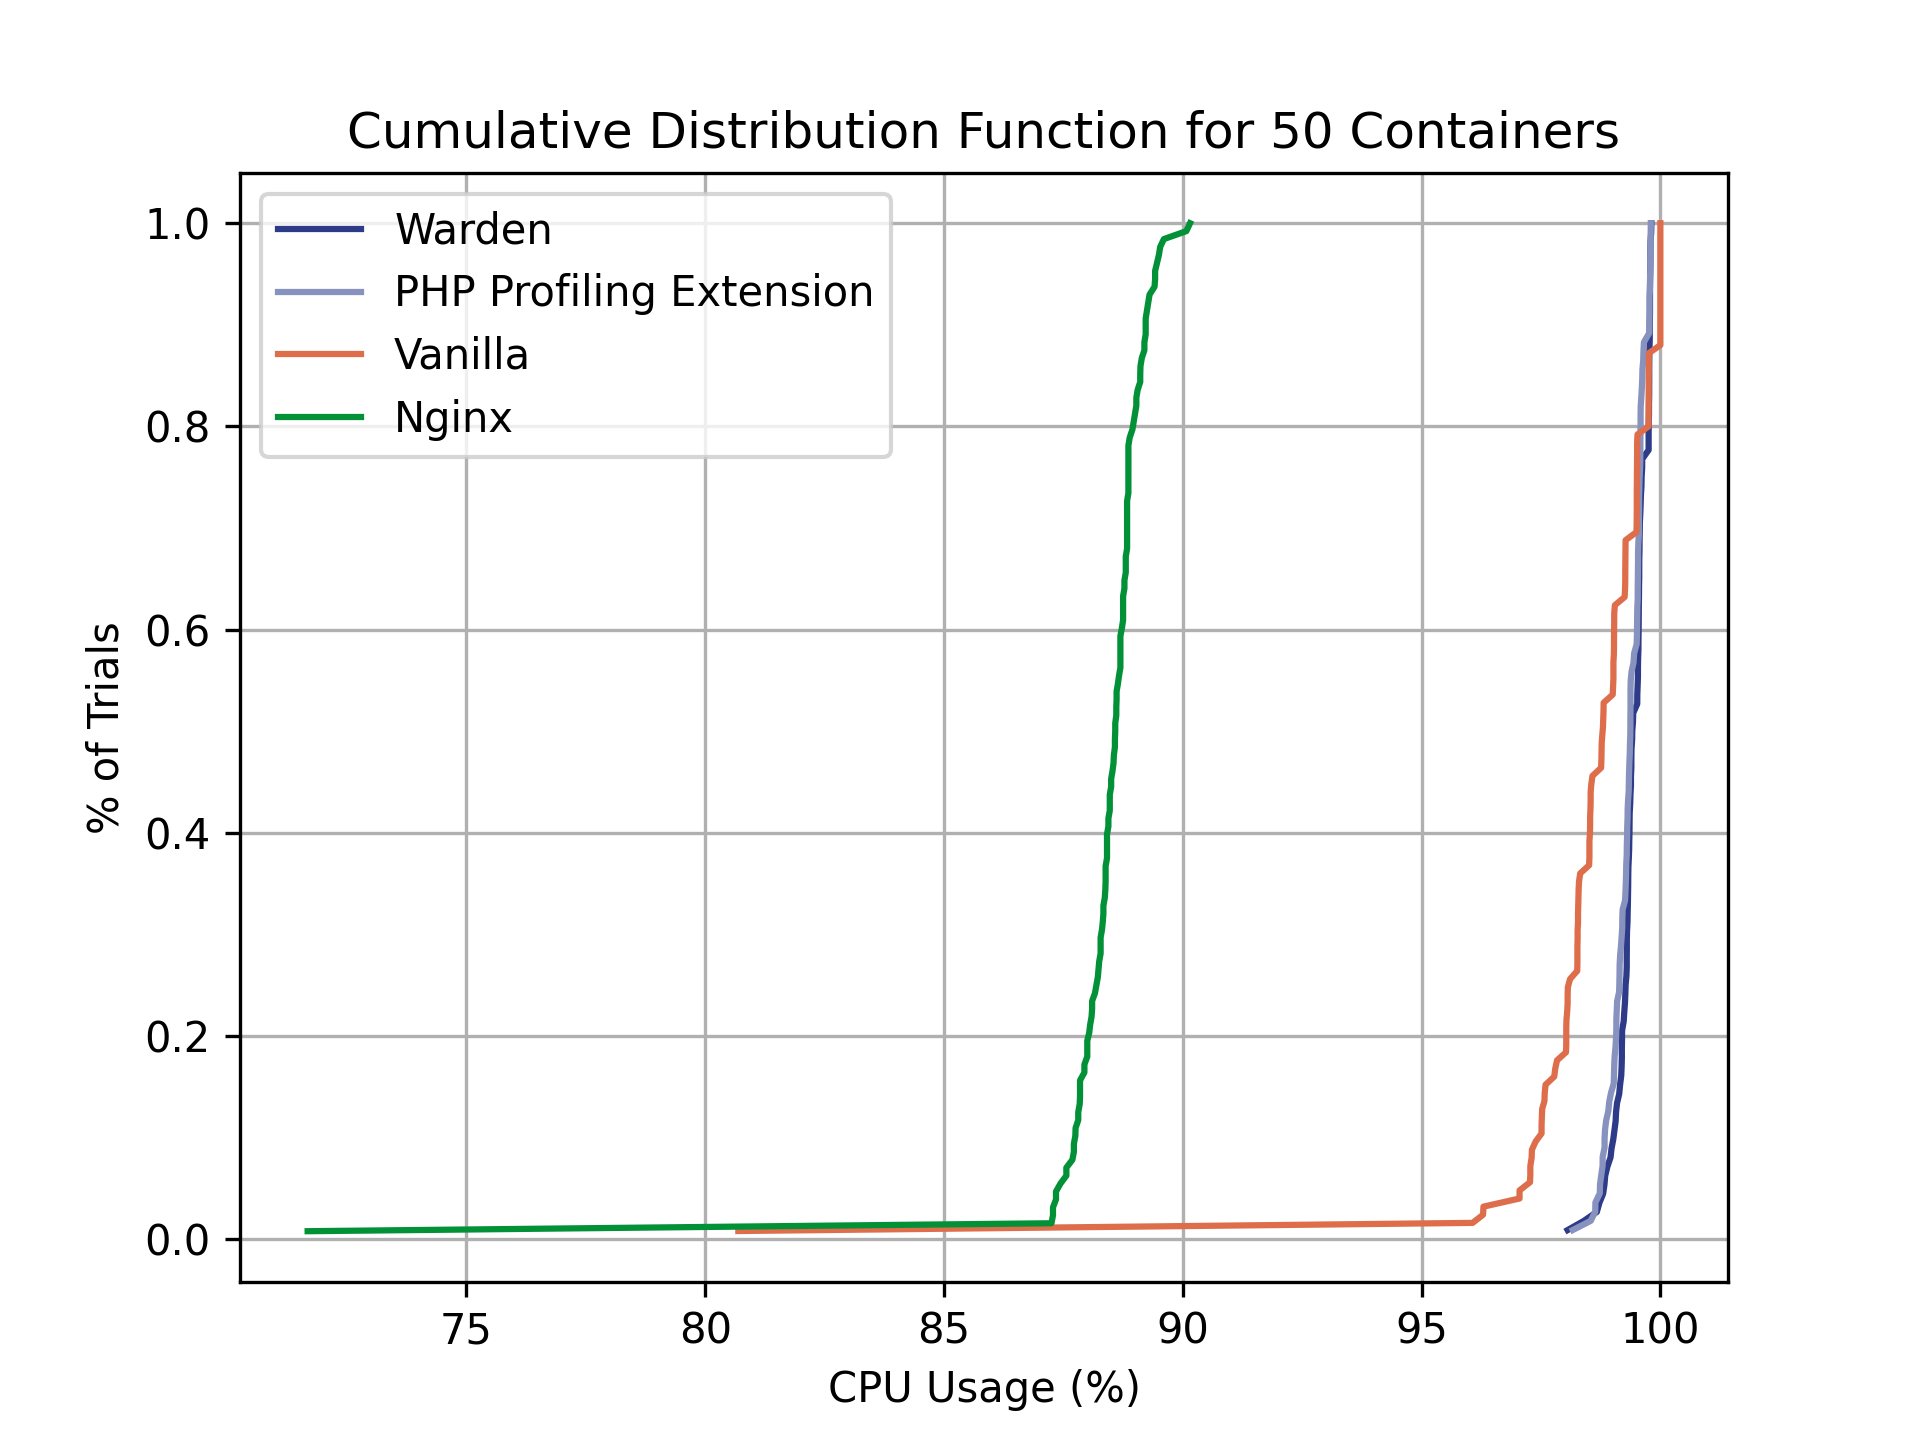 Cumulative Distribution Function for 50 Containers
Warden
PHP Profiling Extension
Vanilla
Nginx
% of Trials
1.0
0.8
0.6
0.4
0.2
0.0
75 80 85 90 95 100
CPU Usage (%)